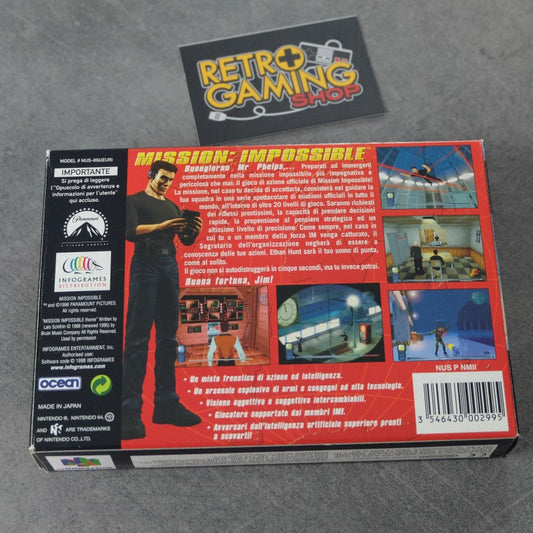 RETRO
GAMING
SHOP
MODEL # NUS-006(EUR)
IMPORTANTE
Si prega di leggere
l'"Opuscolo di avvertenze e
informazioni per l'utente"
qui accluso.
Paramount
A VIACOM COMPANY
INFOGRAMES
DISTRIBUTION
MISSION IMPOSSIBLE
™ and ©1998 PARAMOUNT PICTURES.
All rights reserved.
"MISSION IMPOSSIBLE theme" Written by
Lalo Schifrin © 1966 (renewed 1995) by
Bruin Music Company All Rights Reserved.
Used by permission
INFOGRAMES ENTERTAINMENT, Inc.
Authorised user.
Software code © 1998 INFOGRAMES
www.infogrames.com
ocean
MADE IN JAPAN
NINTENDO®, NINTENDO 64,
AND ARE TRADEMARKS
OF NINTENDO CO., LTD.
MISSION: IMPOSSIBLE™
Buongiorno Mr Phelps,... Preparati ad immergerti
completamente nella missione impossibile più impegnativa e
pericolosa che mai: il gioco di azione ufficiale di Mission Impossible!
La missione, nel caso tu decida di accettarla, consisterà nel guidare la
tua squadra in una serie spettacolare di missioni ufficiali in tutto il
mondo, all'interno di oltre 20 livelli di gioco. Saranno richiesti
dei riflessi prontissimi, la capacità di prendere decisioni
rapide, la propensione al pensiero strategico ed un
altissimo livello di precisione! Come sempre, nel caso in
cui tu o un membro della forza IM venga catturato, il
Segretario dell'organizzazione negherà di essere a
conoscenza delle tue azioni. Ethan Hunt sarà il tuo uomo di punta,
come al solito.
Il gioco non si autodistruggerà in cinque secondi, ma tu invece potrai.
Buona fortuna, Jim!
• Un misto frenetico di azione ed intelligenza.
• Un arsenale esplosivo di armi e congegni ad alta tecnologia.
• Visione oggettiva e soggettiva intercambiabili.
• Giocatore supportato dai membri IMF.
• Avversari dall'intelligenza artificiale superiore pronti
a scovarti!
NUS P NMII
3 546430 002995